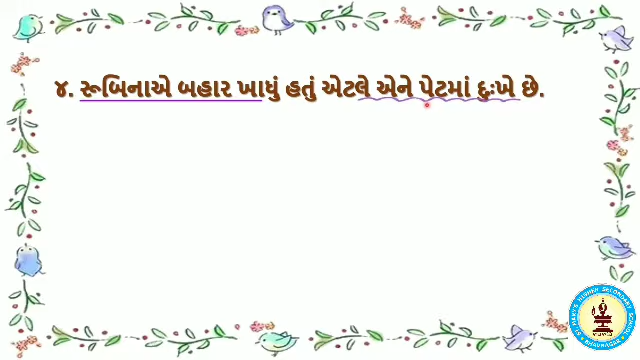 ૪. રૂબિનાએ બહાર ખાધું હતું એટલે એને પેટમાં દુઃખે છે.